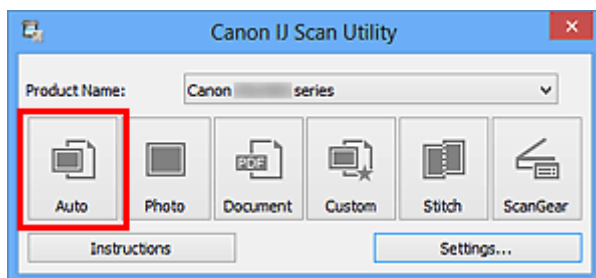 Canon IJ Scan Utility
Product Name: Canon series
PDF
Auto Photo Document Custom Stitch ScanGear
Instructions Settings...